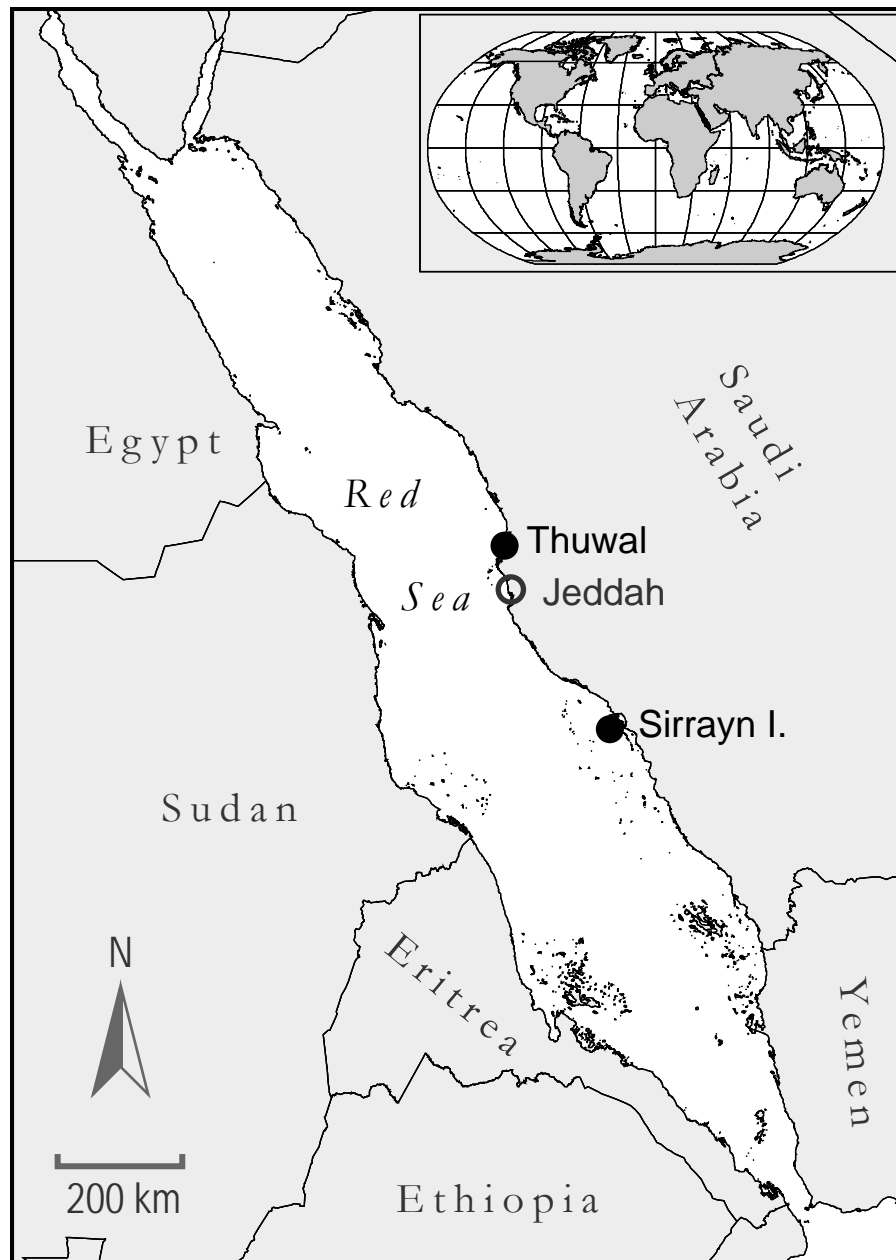 Egypt
Saudi
Arabia
Red
Sea
Thuwal
Jeddah
Sirrayn I.
Sudan
Eritrea
Yemen
N
200 km
Ethiopia